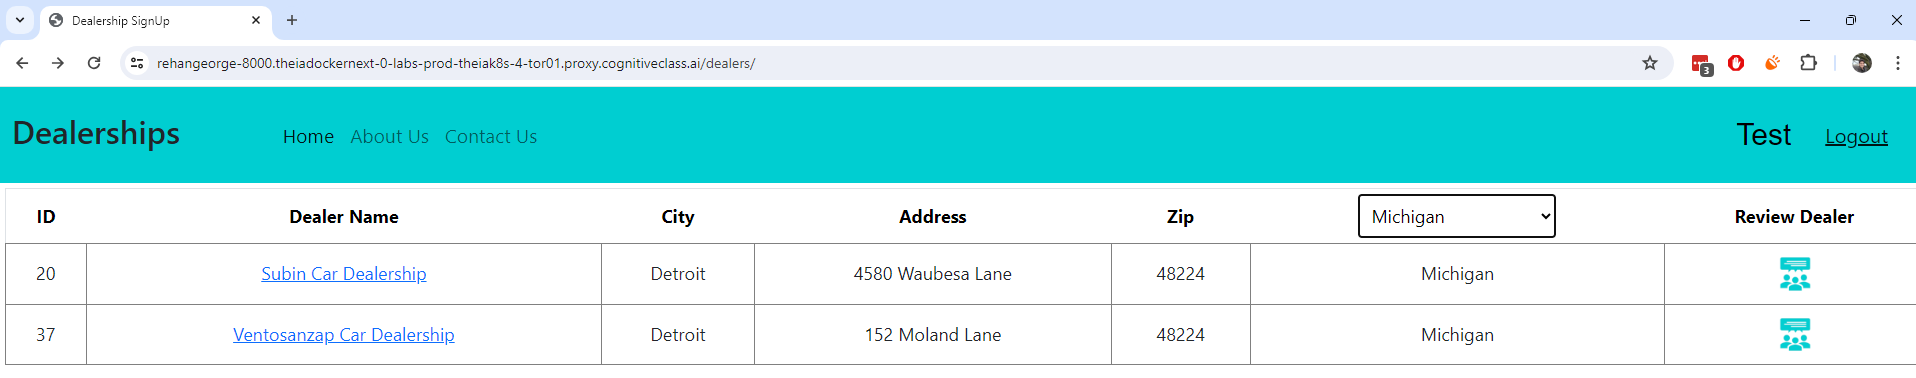 Dealership SignUp
rehangeorge-8000.theiadockernext-0-labs-prod-theiak8s-4-tor01.proxy.cognitiveclass.ai/dealers/
3
Dealerships Home About Us Contact Us Test Logout
ID Dealer Name City Address Zip Michigan Review Dealer
20 Subin Car Dealership Detroit 4580 Waubesa Lane 48224 Michigan
37 Ventosanzap Car Dealership Detroit 152 Moland Lane 48224 Michigan